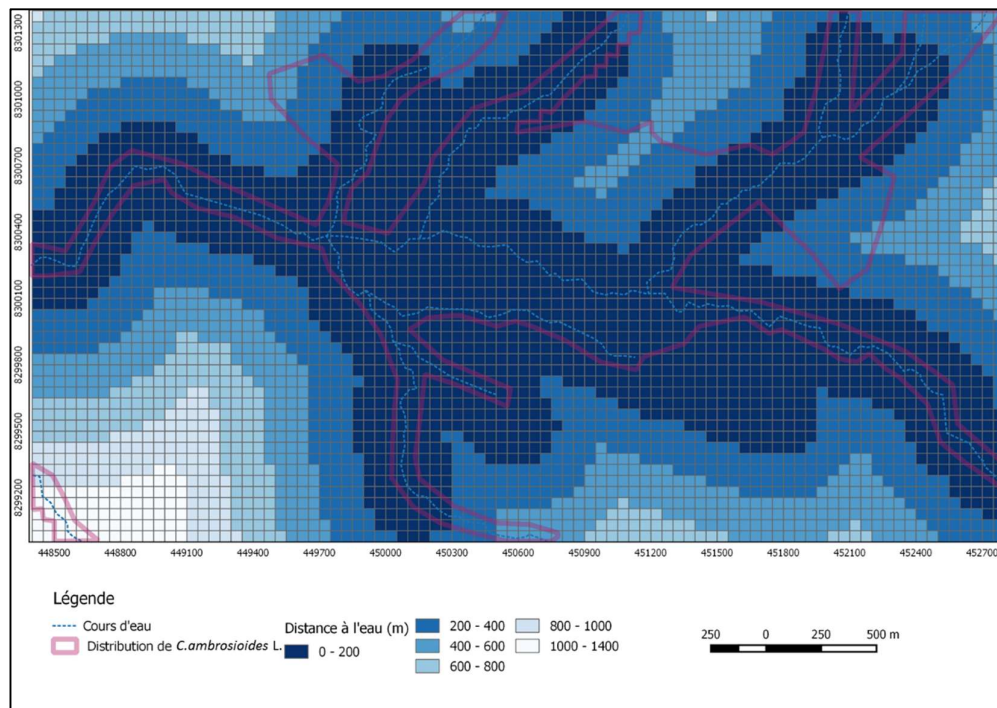 8301300
8301000
8300700
8300400
8300100
8299800
8299500
8299200
448500 448800 449100 449400 449700 450000 450300 450600 450900 451200 451500 451800 452100 452400 452700
Légende
Cours d'eau
Distribution de C.ambrosioides L.
Distance à l'eau (m)
0 - 200
200 - 400
400 - 600
600 - 800
800 - 1000
1000 - 1400
250 0 250 500 m